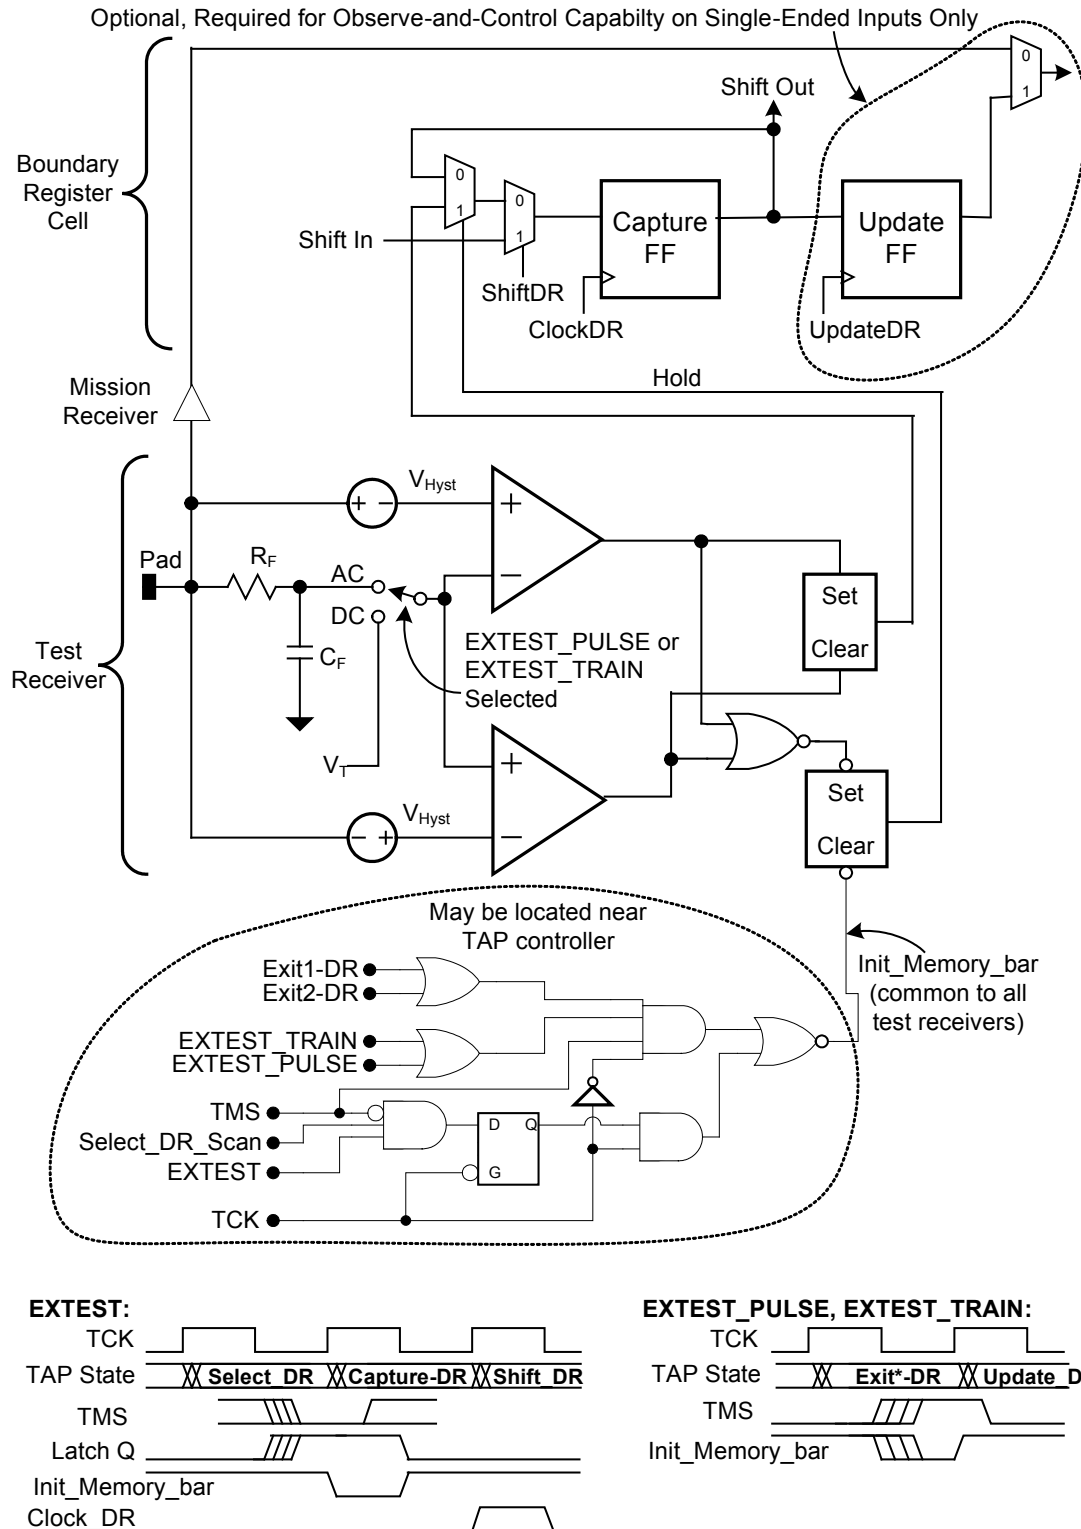 Optional, Required for Observe-and-Control Capabilty on Single-Ended Inputs Only
0
1
Shift Out
Boundary
Register
Cell
0
1
0
1
Shift In
Capture
FF
Update
FF
ShiftDR
ClockDR
UpdateDR
Hold
Mission
Receiver
VHyst
+ −
+
−
Pad
RF
AC
DC
CF
EXTEST_PULSE or
EXTEST_TRAIN
Selected
Set
Clear
Test
Receiver
VT
+
−
VHyst
− +
Set
Clear
May be located near
TAP controller
Init_Memory_bar
(common to all
test receivers)
Exit1-DR
Exit2-DR
EXTEST_TRAIN
EXTEST_PULSE
TMS
Select_DR_Scan
EXTEST
TCK
D
Q
G
EXTEST:
TCK
TAP State
Select_DR
Capture-DR
Shift_DR
TMS
Latch Q
Init_Memory_bar
Clock_DR
EXTEST_PULSE, EXTEST_TRAIN:
TCK
TAP State
Exit*-DR
Update_D
TMS
Init_Memory_bar